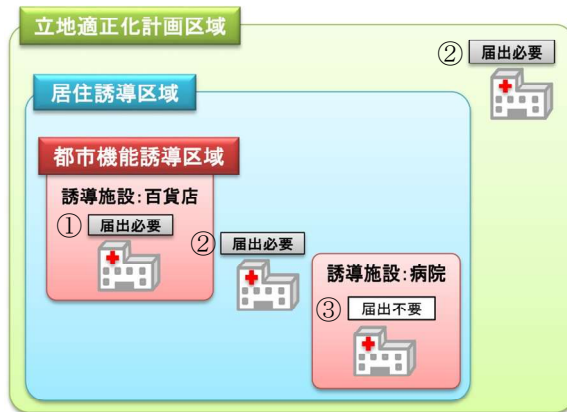 立地適正化計画区域
② 届出必要
居住誘導区域
都市機能誘導区域
誘導施設:百貨店
① 届出必要
② 届出必要
誘導施設:病院
③ 届出不要